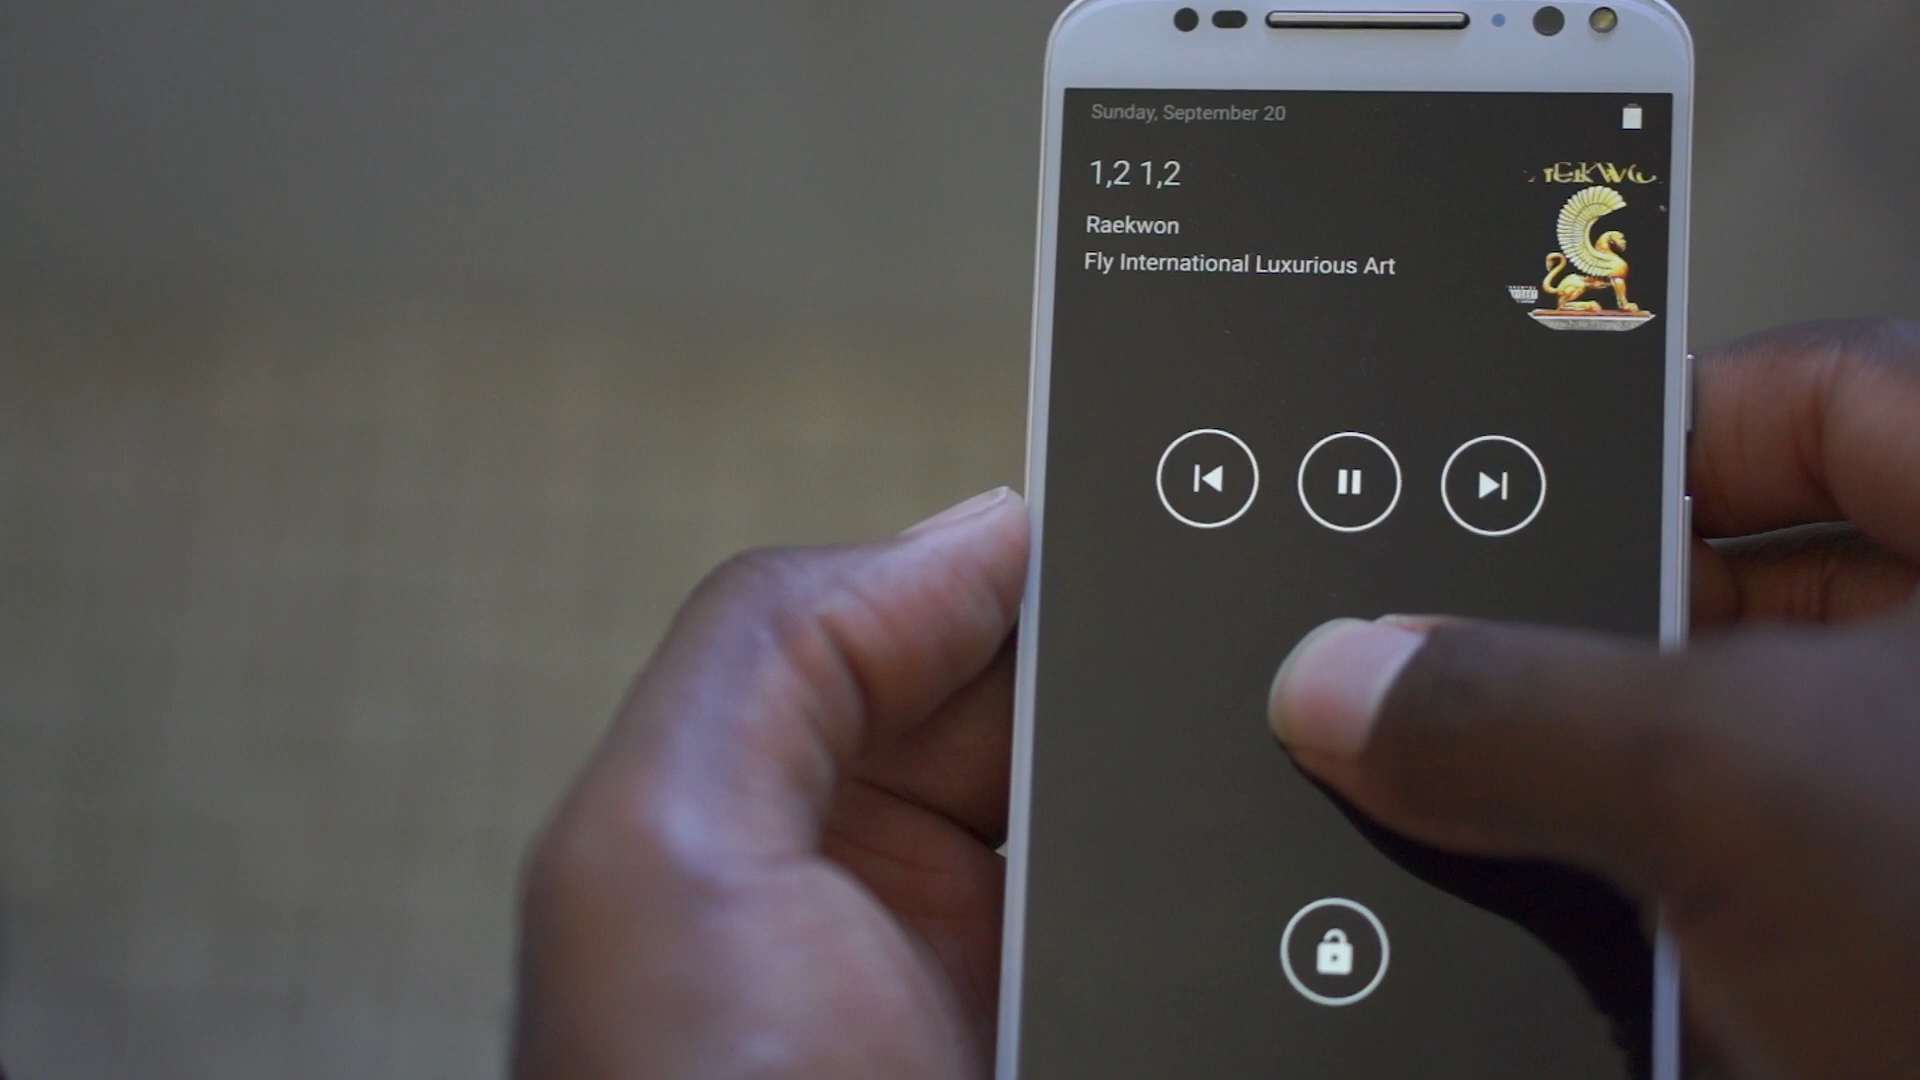 Sunday, September 20
1,2 1,2
Raekwon
Fly International Luxurious Art